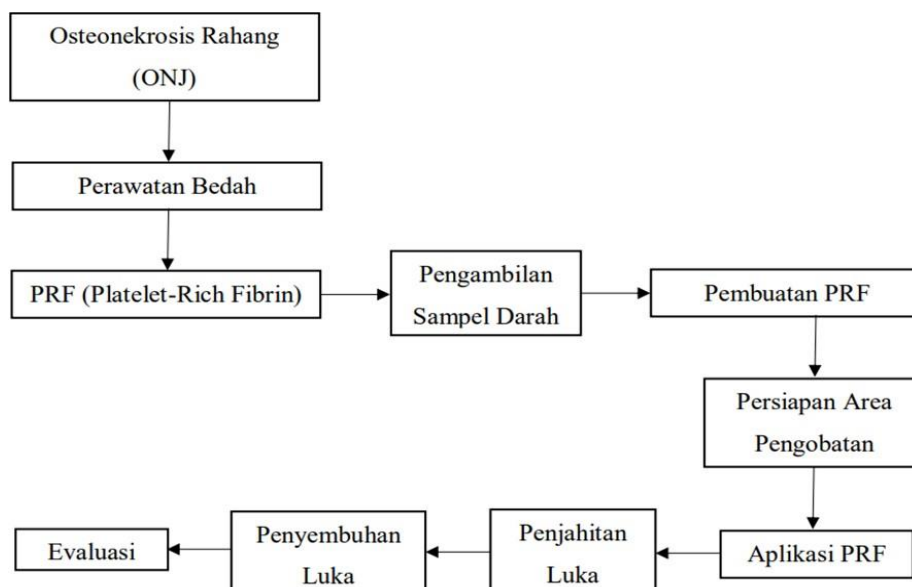 Osteonekrosis Rahang
(ONJ)
Perawatan Bedah
PRF (Platelet-Rich Fibrin)
Pengambilan
Sampel Darah
Pembuatan PRF
Persiapan Area
Pengobatan
Aplikasi PRF
Penjahitan
Luka
Penyembuhan
Luka
Evaluasi